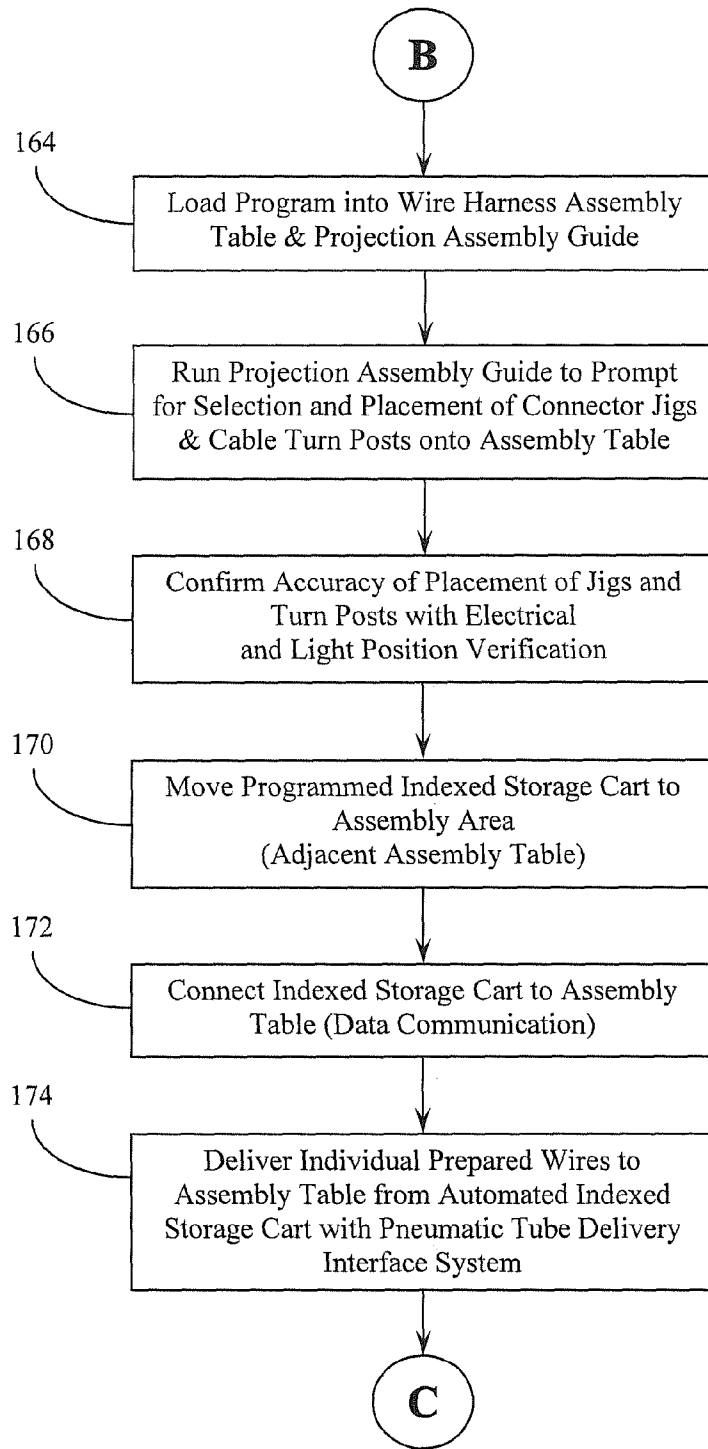 B
164
Load Program into Wire Harness Assembly
Table & Projection Assembly Guide
166
Run Projection Assembly Guide to Prompt
for Selection and Placement of Connector Jigs
& Cable Turn Posts onto Assembly Table
168
Confirm Accuracy of Placement of Jigs and
Turn Posts with Electrical
and Light Position Verification
170
Move Programmed Indexed Storage Cart to
Assembly Area
(Adjacent Assembly Table)
172
Connect Indexed Storage Cart to Assembly
Table (Data Communication)
174
Deliver Individual Prepared Wires to
Assembly Table from Automated Indexed
Storage Cart with Pneumatic Tube Delivery
Interface System
C